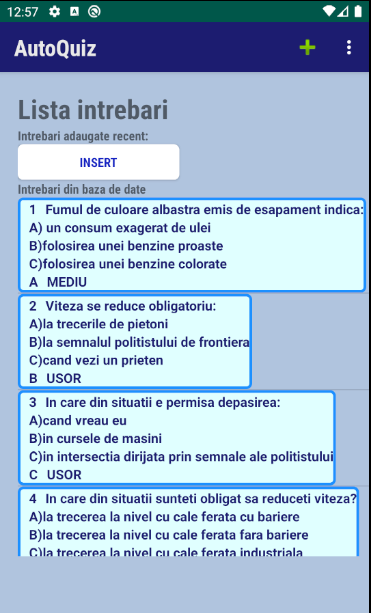 12:57
AutoQuiz
Lista intrebari
Intrebari adaugate recent:
INSERT
Intrebari din baza de date
1 Fumul de culoare albastra emis de esapament indica:
A) un consum exagerat de ulei
B)folosirea unei benzine proaste
C)folosirea unei benzine colorate
A MEDIU
2 Viteza se reduce obligatoriu:
A)la trecerile de pietoni
B)la semnalul politistului de frontiera
C)cand vezi un prieten
B USOR
3 In care din situatii e permisa depasirea:
A)cand vreau eu
B)in cursele de masini
C)in intersectia dirijata prin semnale ale politistului
C USOR
4 In care din situatii sunteti obligat sa reduceti viteza?
A)la trecerea la nivel cu cale ferata cu bariere
B)la trecerea la nivel cu cale ferata fara bariere
C)la trecerea la nivel cu cale ferata industriala